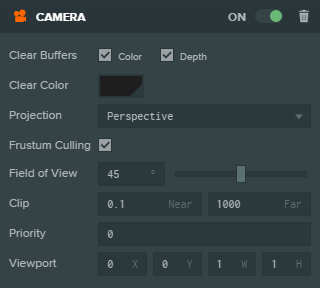 CAMERA ON
Clear Buffers Color Depth
Clear Color
Projection Perspective
Frustum Culling
Field of View 45 °
Clip 0.1 Near 1000 Far
Priority 0
Viewport 0 X 0 Y 1 W 1 H